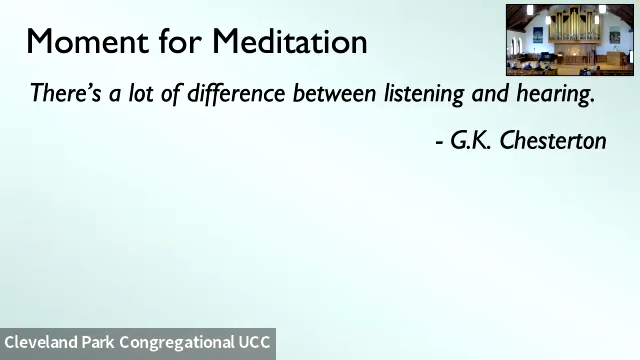 Moment for Meditation
There's a lot of difference between listening and hearing.
- G.K. Chesterton
Cleveland Park Congregational UCC